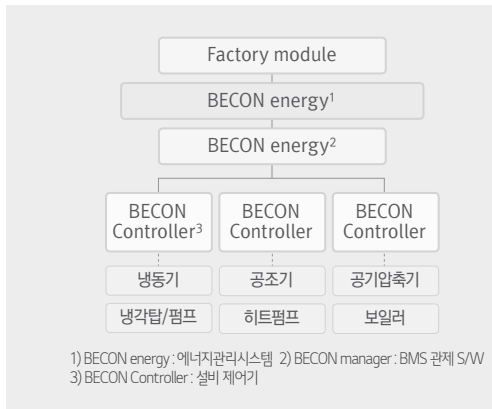 Factory module
BECON energy¹
BECON energy²
BECON
Controller³
BECON
Controller
BECON
Controller
냉동기
공조기
공기압축기
냉각탑/펌프
히트펌프
보일러
1) BECON energy : 에너지관리시스템 2) BECON manager : BMS 관제 S/W
3) BECON Controller : 설비 제어기